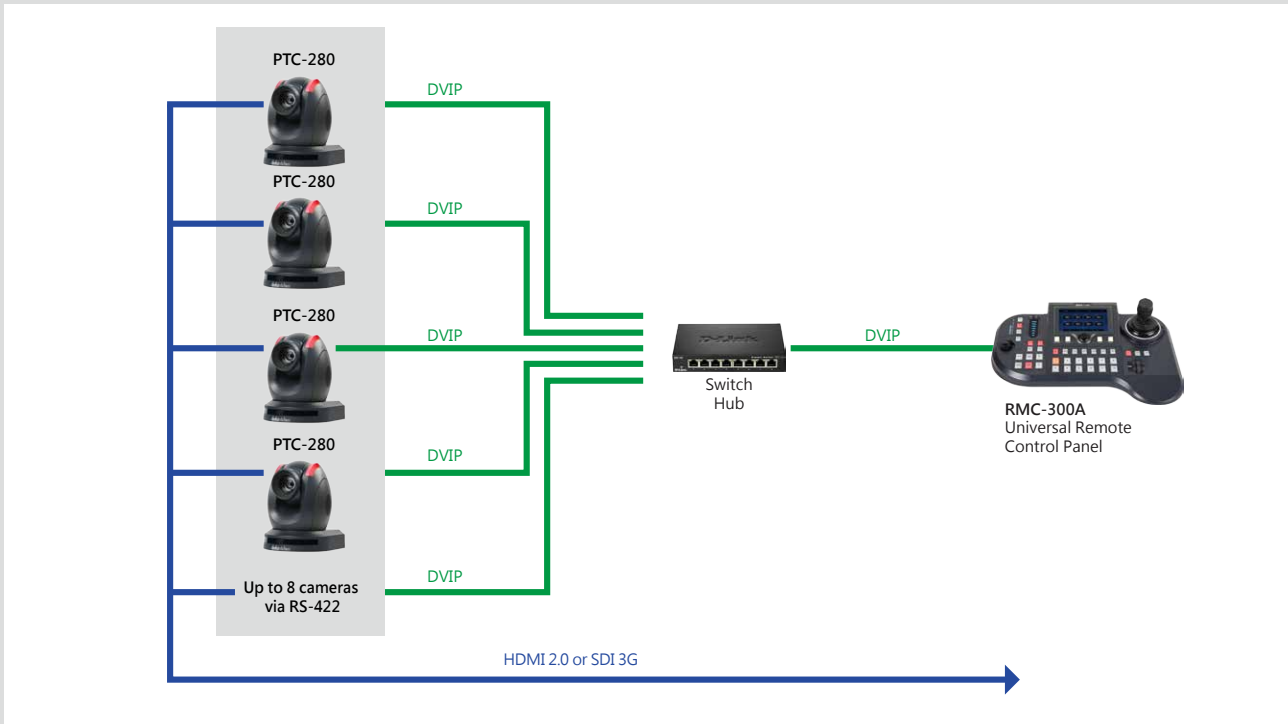 PTC-280
DVIP
PTC-280
DVIP
PTC-280
DVIP
PTC-280
DVIP
Up to 8 cameras
via RS-422
DVIP
D-Link
Switch
Hub
DVIP
RMC-300A
Universal Remote
Control Panel
HDMI 2.0 or SDI 3G